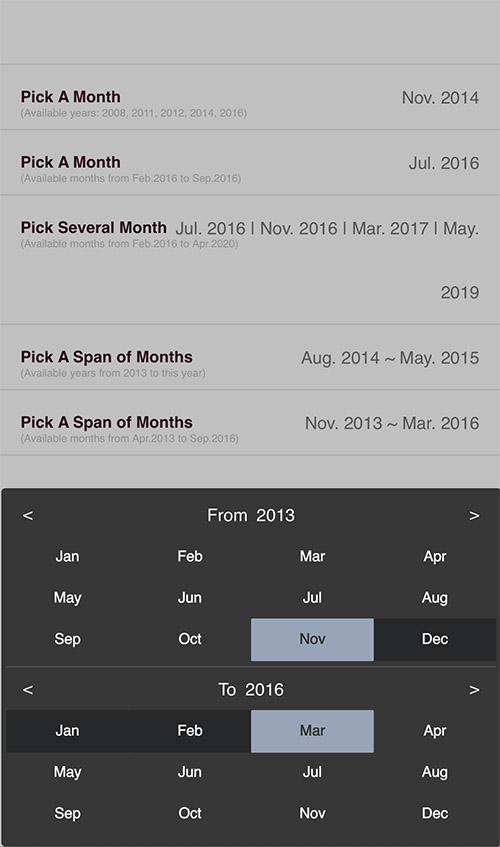 Pick A Month Nov. 2014
(Available years: 2008, 2011, 2012, 2014, 2016)
Pick A Month Jul. 2016
(Available months from Feb.2016 to Sep.2016)
Pick Several Month Jul. 2016 | Nov. 2016 | Mar. 2017 | May.
(Available months from Feb.2016 to Apr.2020)
2019
Pick A Span of Months Aug. 2014 ~ May. 2015
(Available years from 2013 to this year)
Pick A Span of Months Nov. 2013 ~ Mar. 2016
(Available months from Apr.2013 to Sep.2016)
< From 2013 >
Jan Feb Mar Apr
May Jun Jul Aug
Sep Oct Nov Dec
< To 2016 >
Jan Feb Mar Apr
May Jun Jul Aug
Sep Oct Nov Dec